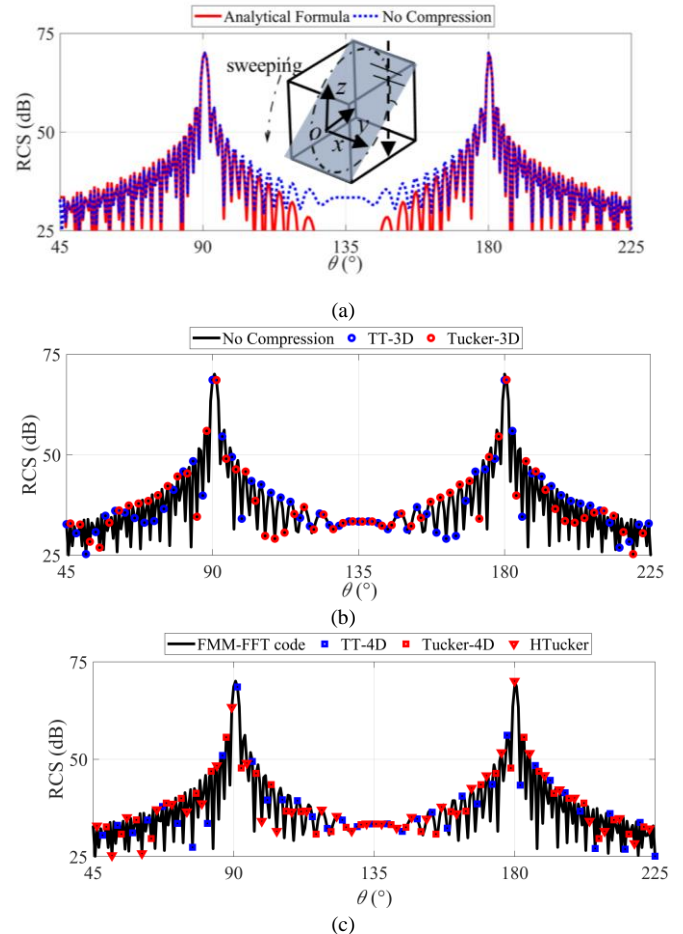 Analytical Formula No Compression
75
50
25
RCS (dB)
sweeping
z
o
y
x
45 90 135 180 225
θ (°)
(a)
No Compression TT-3D Tucker-3D
75
50
25
RCS (dB)
45 90 135 180 225
θ (°)
(b)
FMM-FFT code TT-4D Tucker-4D HTucker
75
50
25
RCS (dB)
45 90 135 180 225
θ (°)
(c)